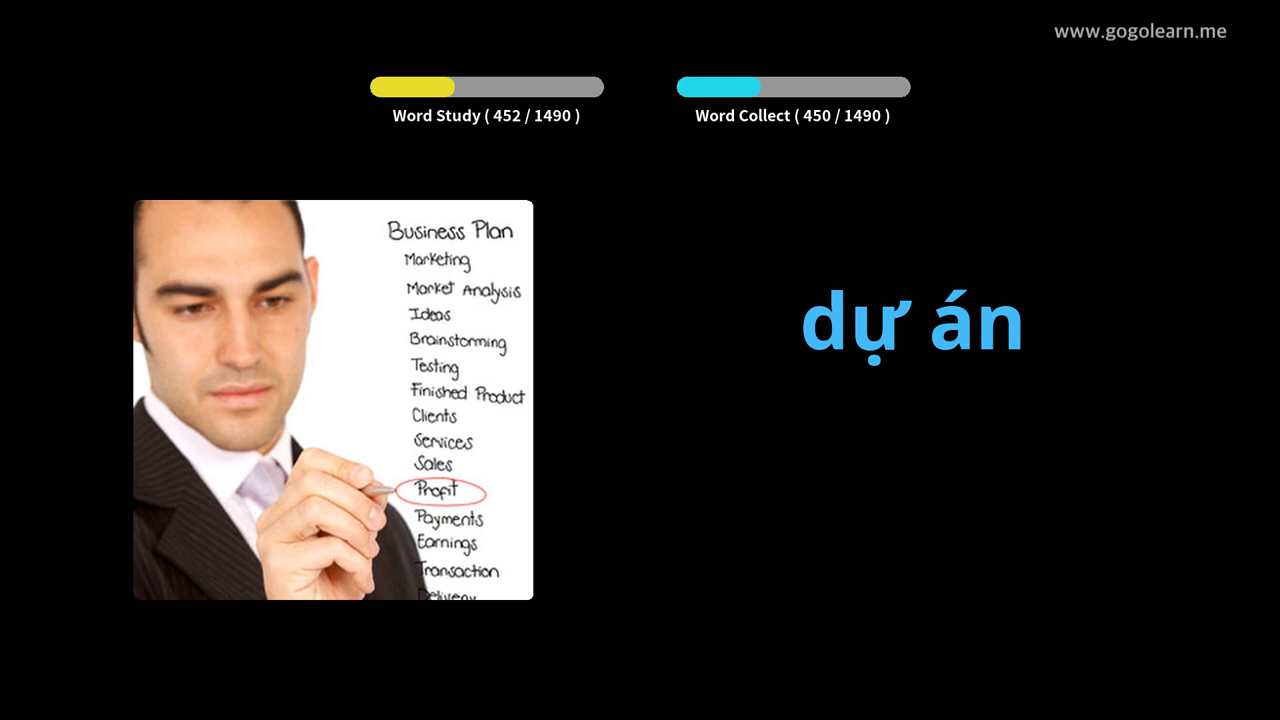 www.gogolearn.me
Word Study ( 452 / 1490 )
Word Collect ( 450 / 1490 )
Business Plan
Marketing
Market Analysis
Ideas
Brainstorming
Testing
Finished Product
Clients
Services
Sales
Profit
Payments
Earnings
Transaction
Delivery
dự án